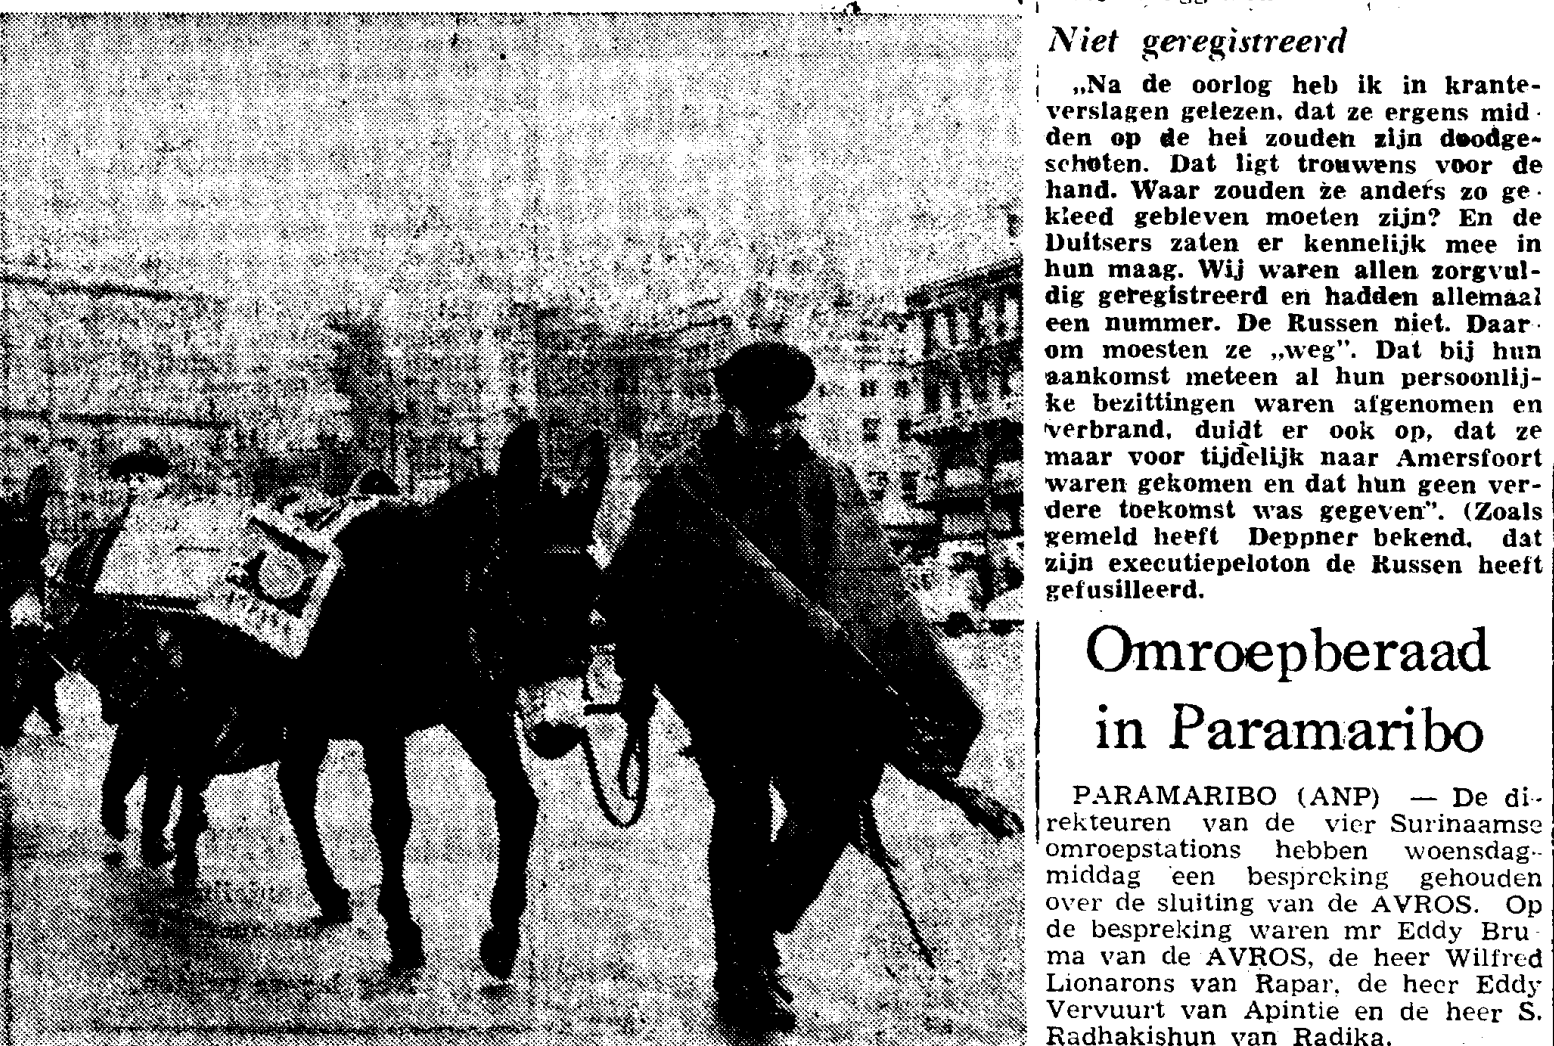 Niet geregistreerd
„Na de oorlog heb ik in krante-
verslagen gelezen, dat ze ergens mid-
den op de hei zouden zijn doodge-
schoten. Dat ligt trouwens voor de
hand. Waar zouden ze anders zo ge-
kleed gebleven moeten zijn? En de
Duitsers zaten er kennelijk mee in
hun maag. Wij waren allen zorgvul-
dig geregistreerd en hadden allemaal
een nummer. De Russen niet. Daar-
om moesten ze „weg”. Dat bij hun
aankomst meteen al hun persoonlij-
ke bezittingen waren afgenomen en
verbrand, duidt er ook op, dat ze
maar voor tijdelijk naar Amersfoort
waren gekomen en dat hun geen ver-
dere toekomst was gegeven”. (Zoals
gemeld heeft Deppner bekend, dat
zijn executiepeloton de Russen heeft
gefusilleerd.
Omroepberaad
in Paramaribo
PARAMARIBO (ANP) — De di-
rekteuren van de vier Surinaamse
omroepstations hebben woensdag-
middag een bespreking gehouden
over de sluiting van de AVROS. Op
de bespreking waren mr Eddy Bru-
ma van de AVROS, de heer Wilfred
Lionarons van Rapar, de heer Eddy
Vervuurt van Apintie en de heer S.
Radhakishun van Radika.